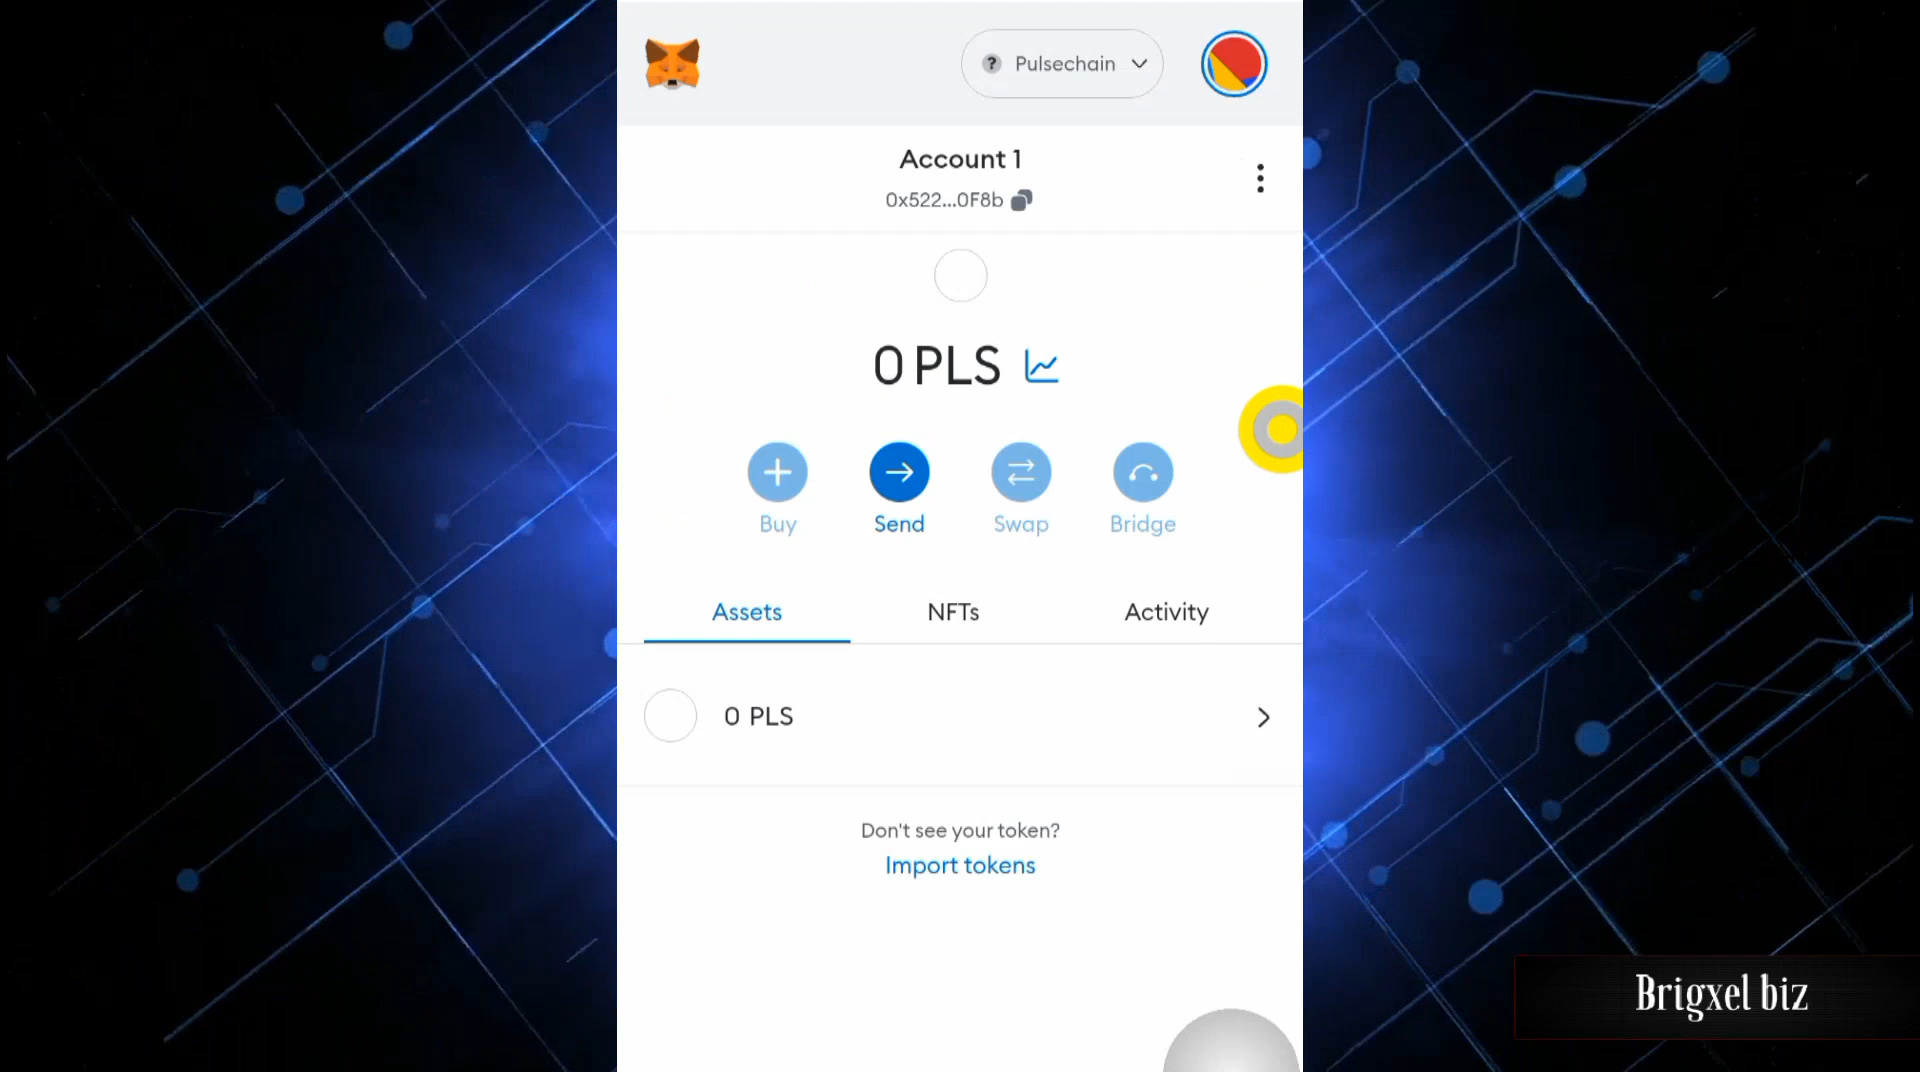 ? Pulsechain
Account 1
0x522...0F8b
0 PLS
Buy Send Swap Bridge
Assets NFTs Activity
0 PLS
Don't see your token?
Import tokens
Brigxel biz